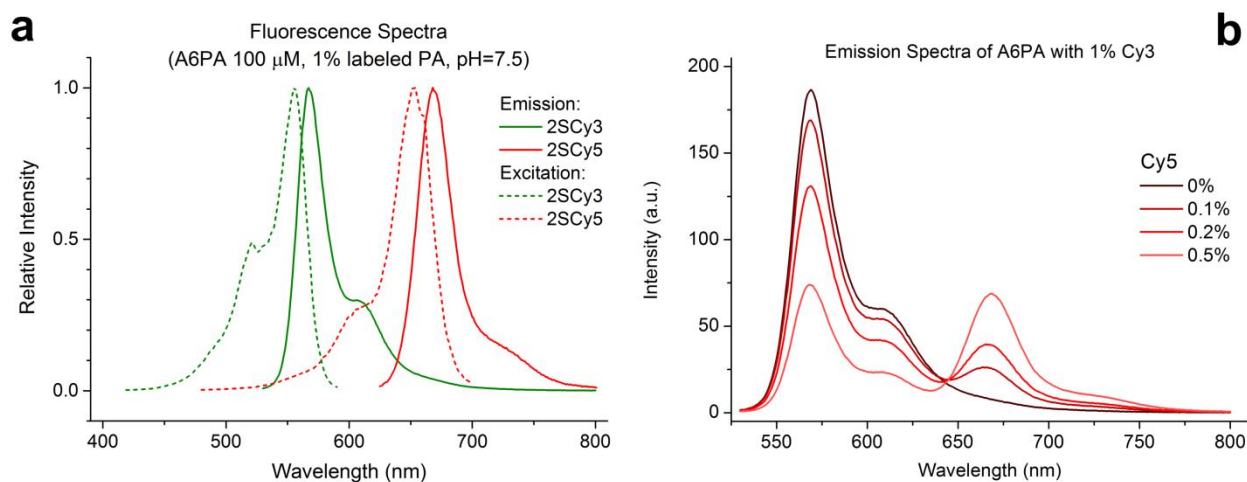 a
Fluorescence Spectra
(A6PA 100 μM, 1% labeled PA, pH=7.5)
1.0
0.5
0.0
Relative Intensity
400
500
600
700
800
Wavelength (nm)
Emission:
2SCy3
2SCy5
Excitation:
2SCy3
2SCy5
b
Emission Spectra of A6PA with 1% Cy3
200
150
100
50
0
Intensity (a.u.)
550
600
650
700
750
800
Wavelength (nm)
Cy5
0%
0.1%
0.2%
0.5%